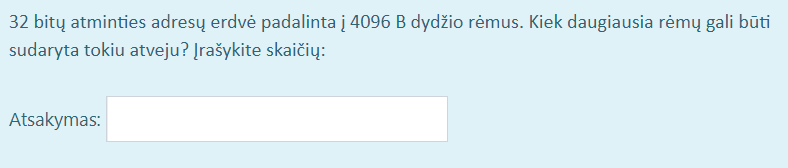 32 bitų atminties adresų erdvė padalinta į 4096 B dydžio rėmus. Kiek daugiausia rėmų gali būti
sudaryta tokiu atveju? Įrašykite skaičių:
Atsakymas: